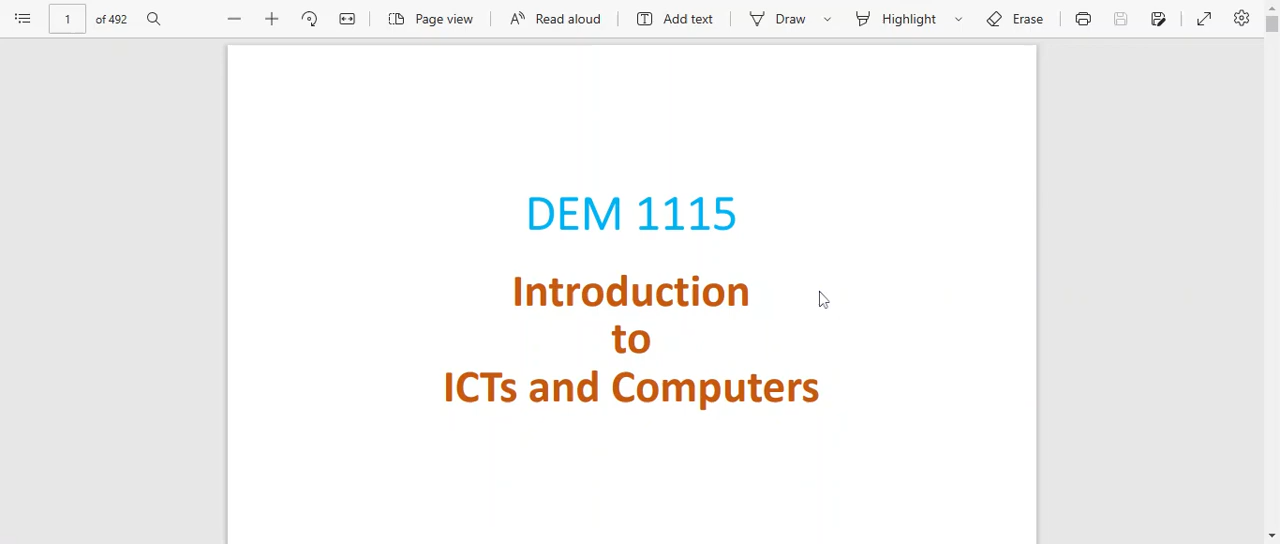 1 of 492 Page view Read aloud Add text Draw Highlight Erase
DEM 1115
Introduction
to
ICTs and Computers